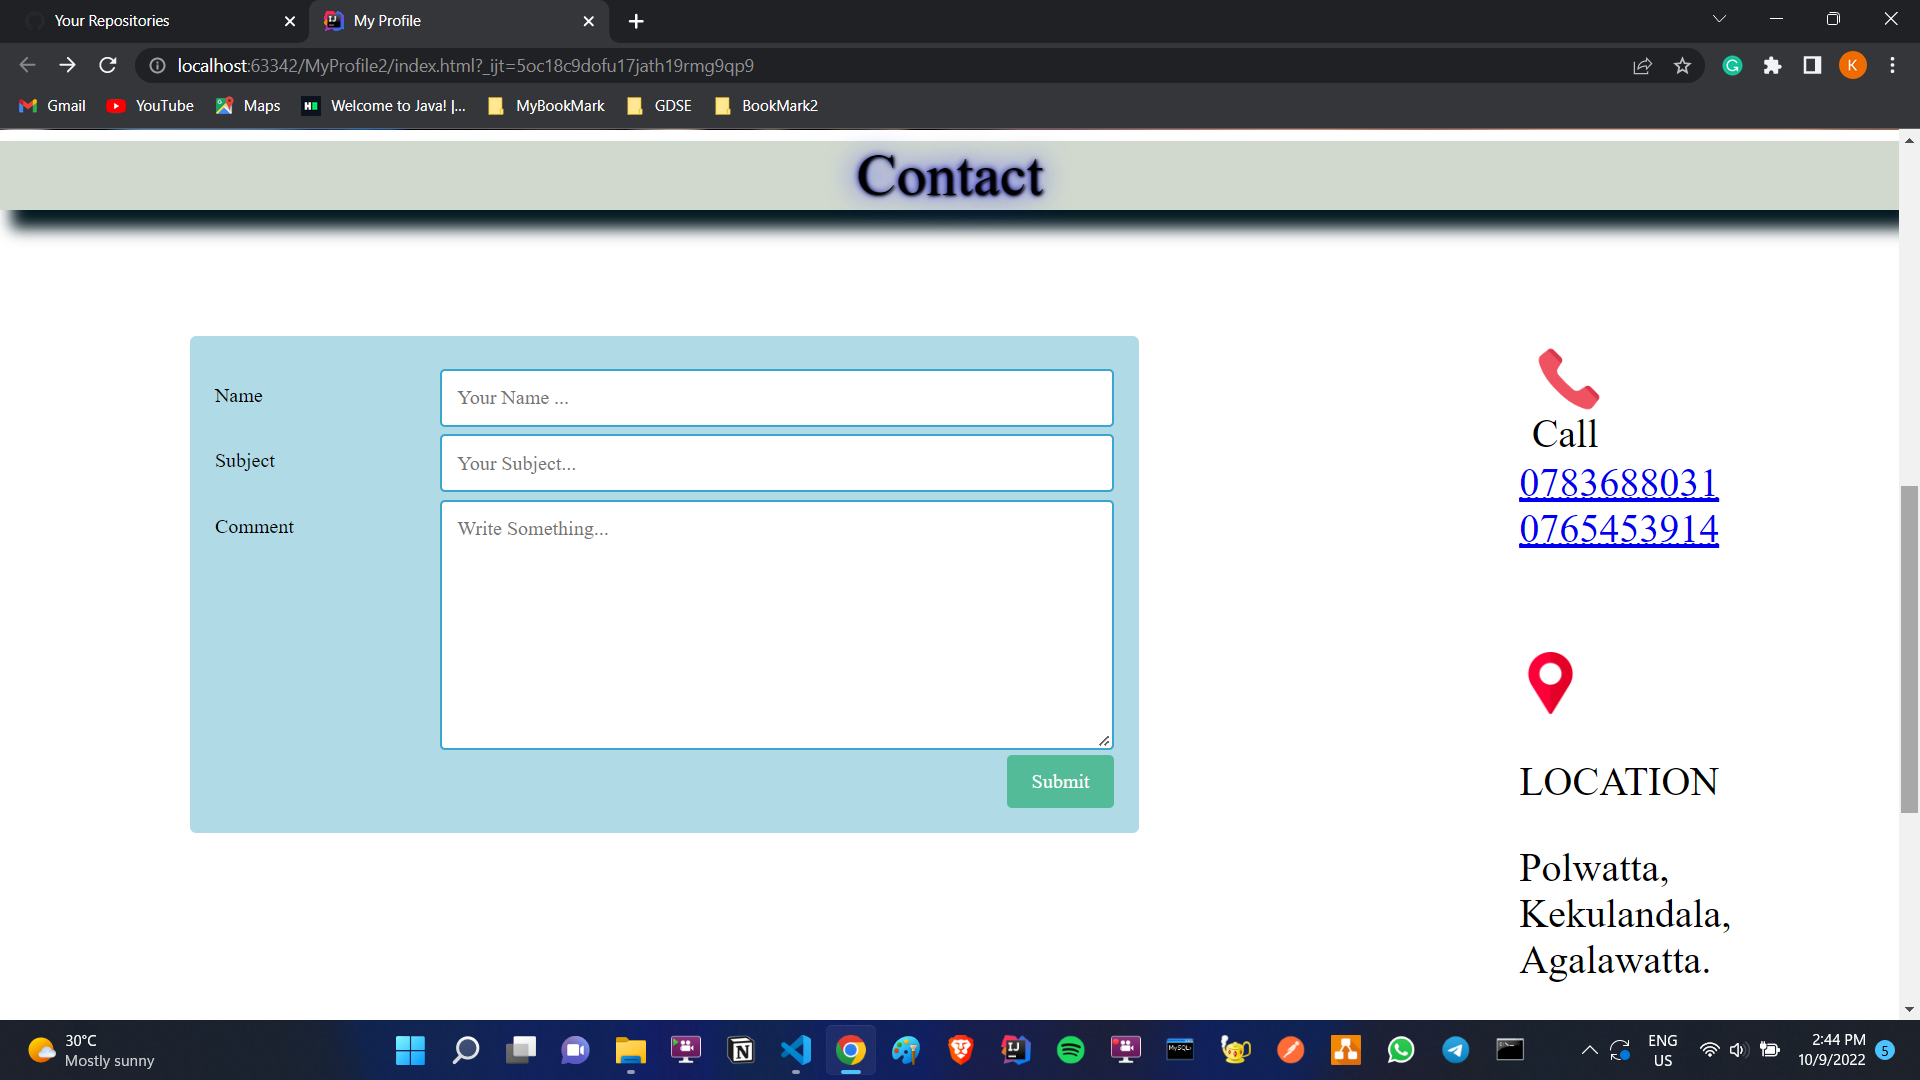 Your Repositories
My Profile
localhost:63342/MyProfile2/index.html?_ijt=5oc18c9dofu17jath19rmg9qp9
K
Gmail
YouTube
Maps
Welcome to Java! |...
MyBookMark
GDSE
BookMark2
Contact
Name
Your Name ...
Subject
Your Subject...
Comment
Write Something...
Submit
Call
0783688031
0765453914
LOCATION
Polwatta,
Kekulandala,
Agalawatta.
30°C
Mostly sunny
ENG
US
2:44 PM
10/9/2022
5